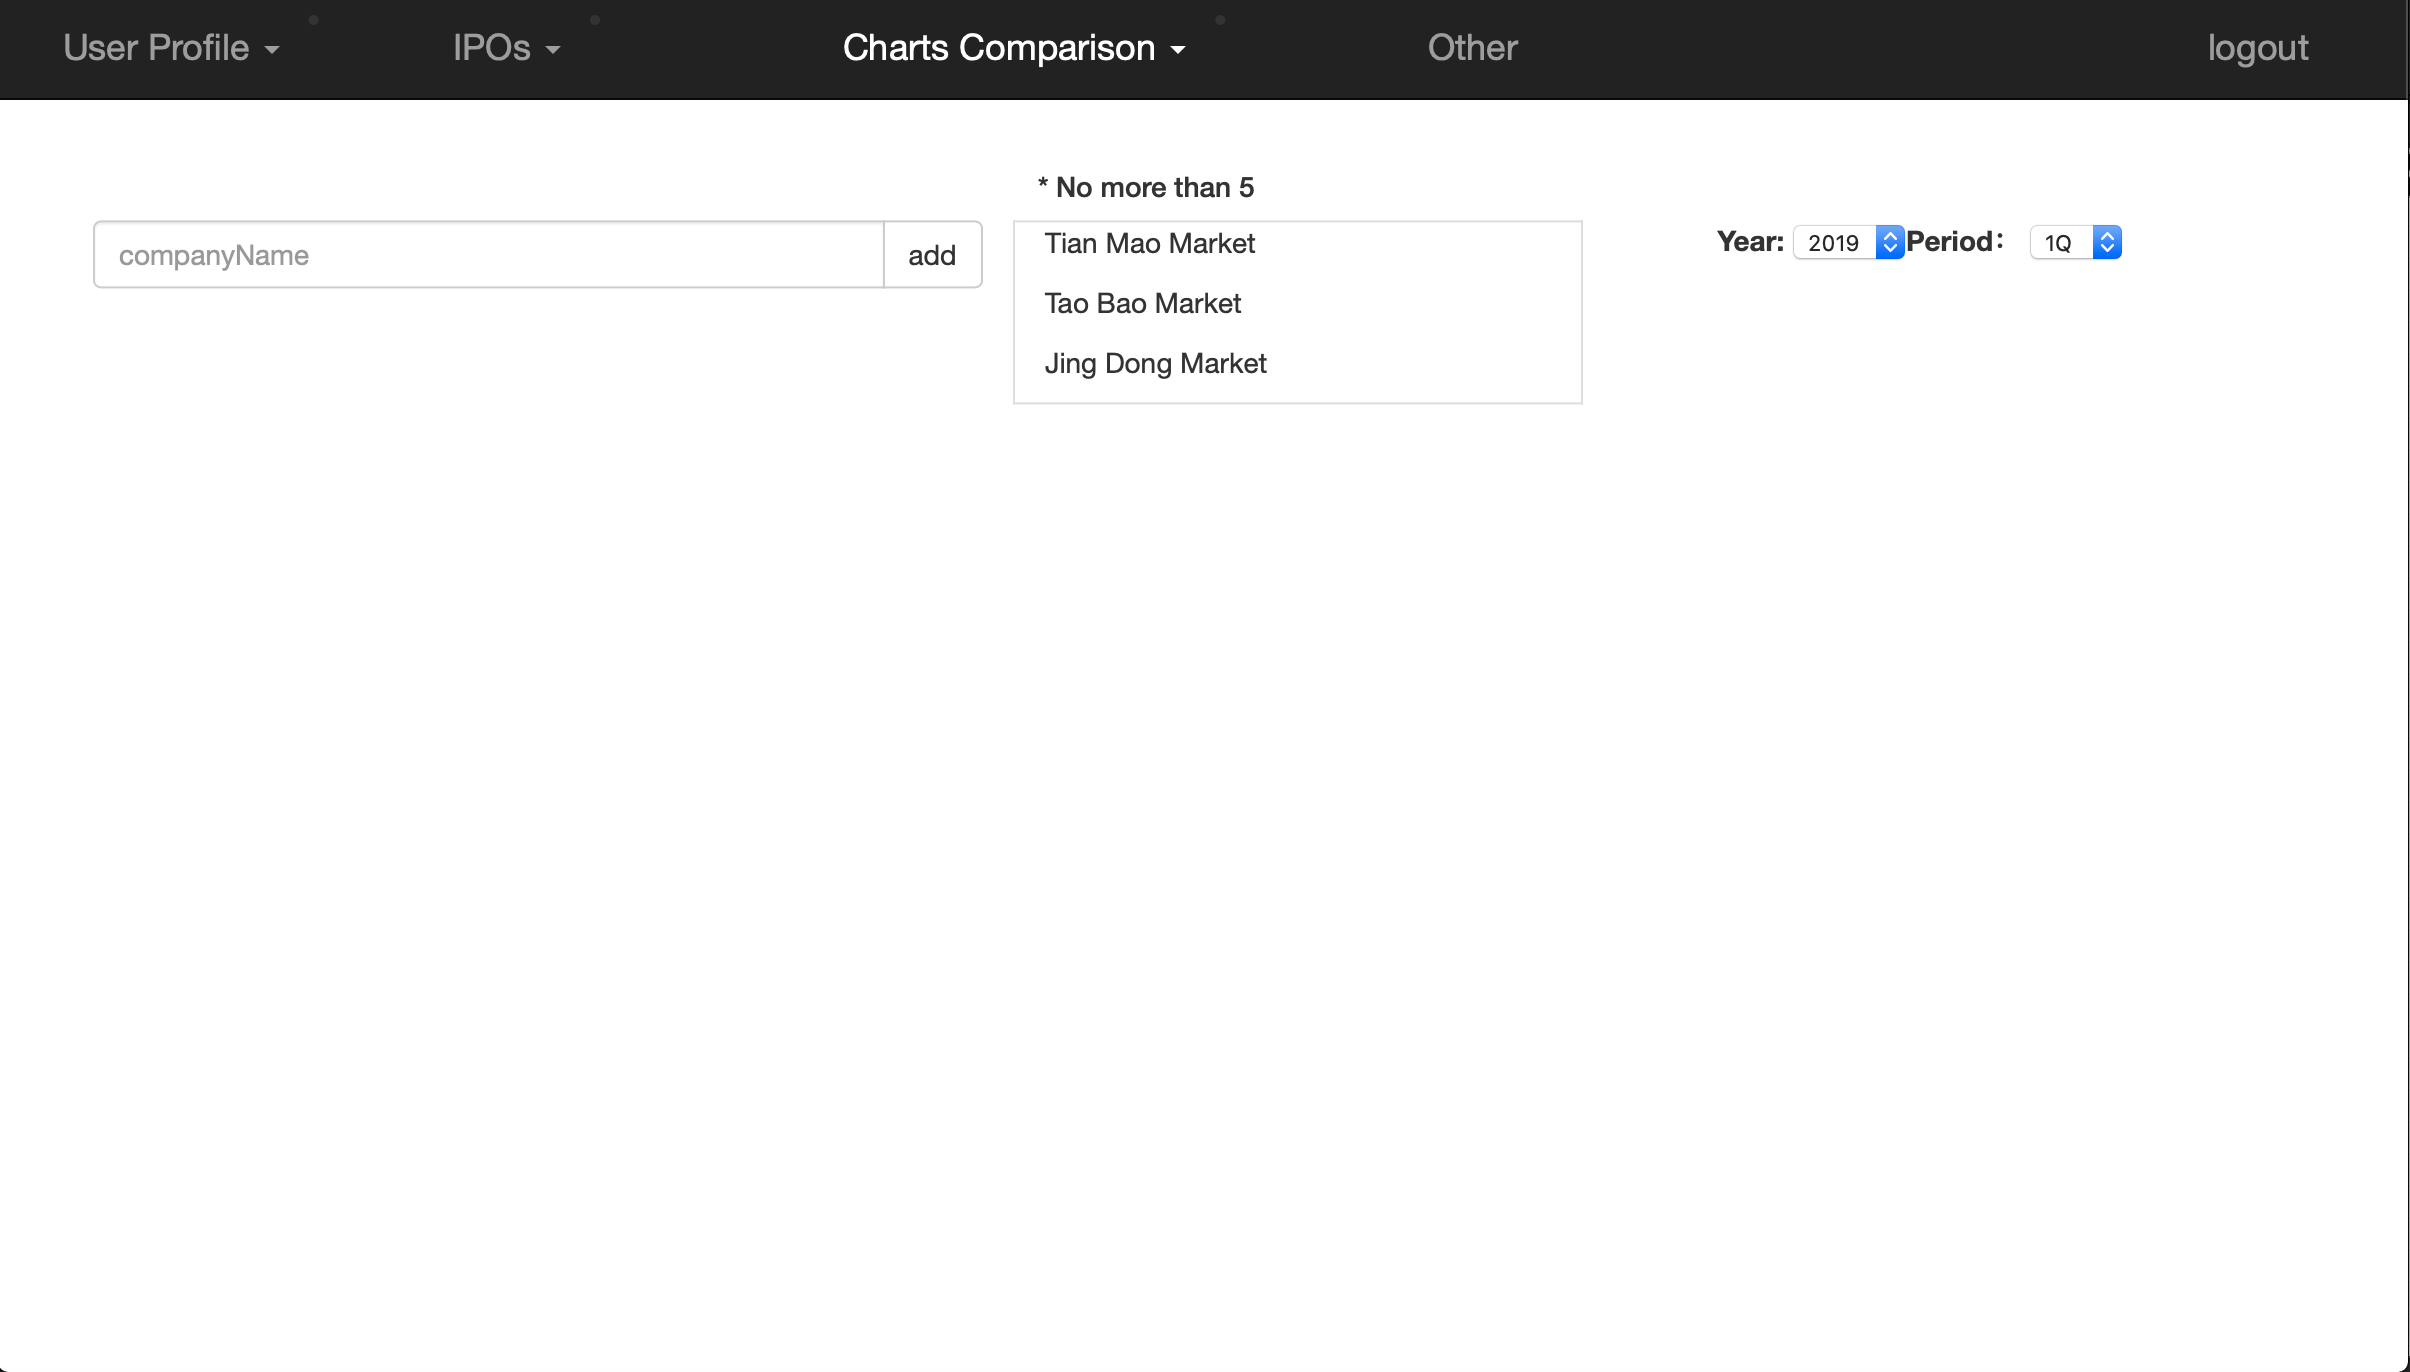 User Profile IPOs Charts Comparison Other logout
* No more than 5
companyName add
Tian Mao Market
Tao Bao Market
Jing Dong Market
Year: 2019 Period： 1Q